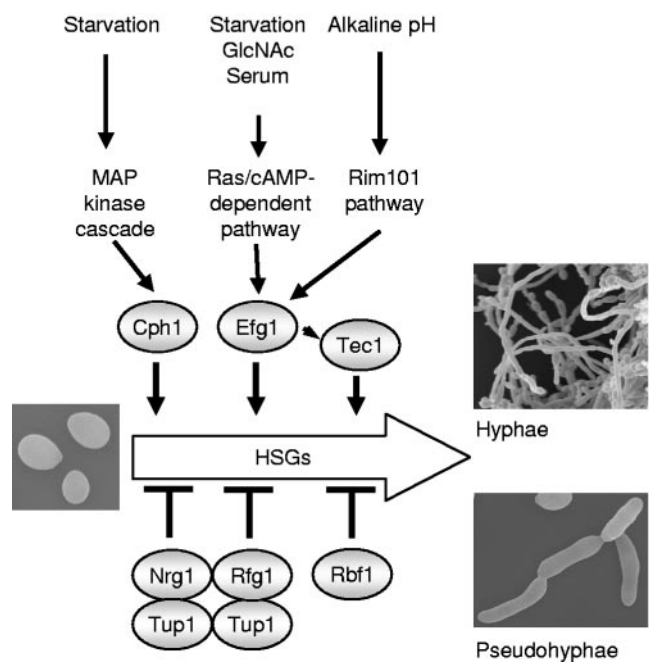 Starvation
Starvation
GlcNAc
Serum
Alkaline pH
MAP
kinase
cascade
Ras/cAMP-
dependent
pathway
Rim101
pathway
Cph1
Efg1
Tec1
HSGs
Hyphae
Nrg1
Rfg1
Rbf1
Tup1
Tup1
Pseudohyphae